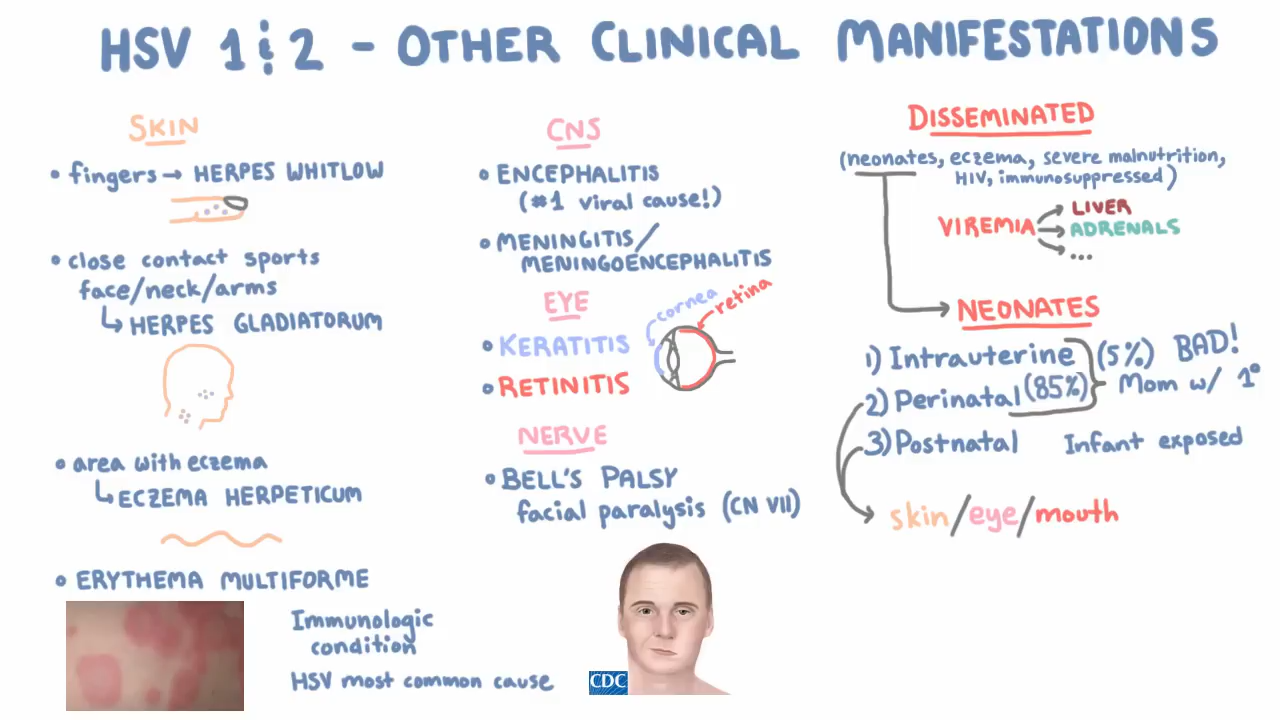 HSV 1 & 2 - OTHER CLINICAL MANIFESTATIONS
SKIN
• fingers → HERPES WHITLOW
• close contact sports
face/neck/arms
↳ HERPES GLADIATORUM
• area with eczema
↳ ECZEMA HERPETICUM
• ERYTHEMA MULTIFORME
Immunologic
condition
HSV most common cause
CNS
• ENCEPHALITIS
(#1 viral cause!)
• MENINGITIS/
MENINGOENCEPHALITIS
EYE
• KERATITIS
• RETINITIS
cornea
retina
NERVE
• BELL'S PALSY
facial paralysis (CN VII)
CDC
DISSEMINATED
(neonates, eczema, severe malnutrition,
HIV, immunosuppressed)
VIREMIA → LIVER
→ ADRENALS
→ ...
NEONATES
1) Intrauterine (5%) BAD!
2) Perinatal (85%) Mom w/ 1°
3) Postnatal Infant exposed
skin/eye/mouth